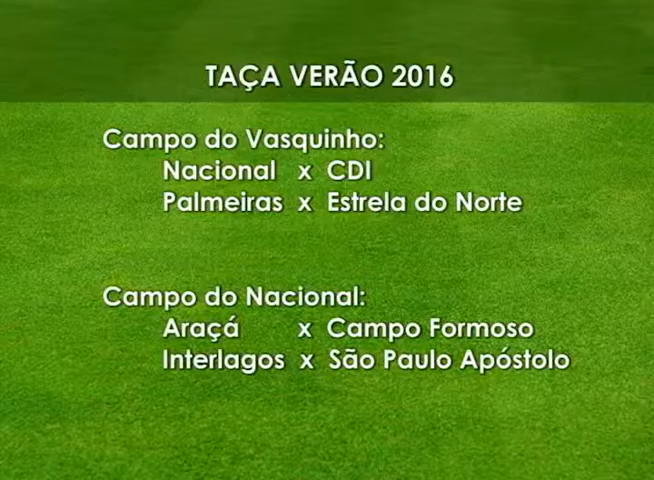 TAÇA VERÃO 2016
Campo do Vasquinho:
Nacional x CDI
Palmeiras x Estrela do Norte
Campo do Nacional:
Araçá x Campo Formoso
Interlagos x São Paulo Apóstolo